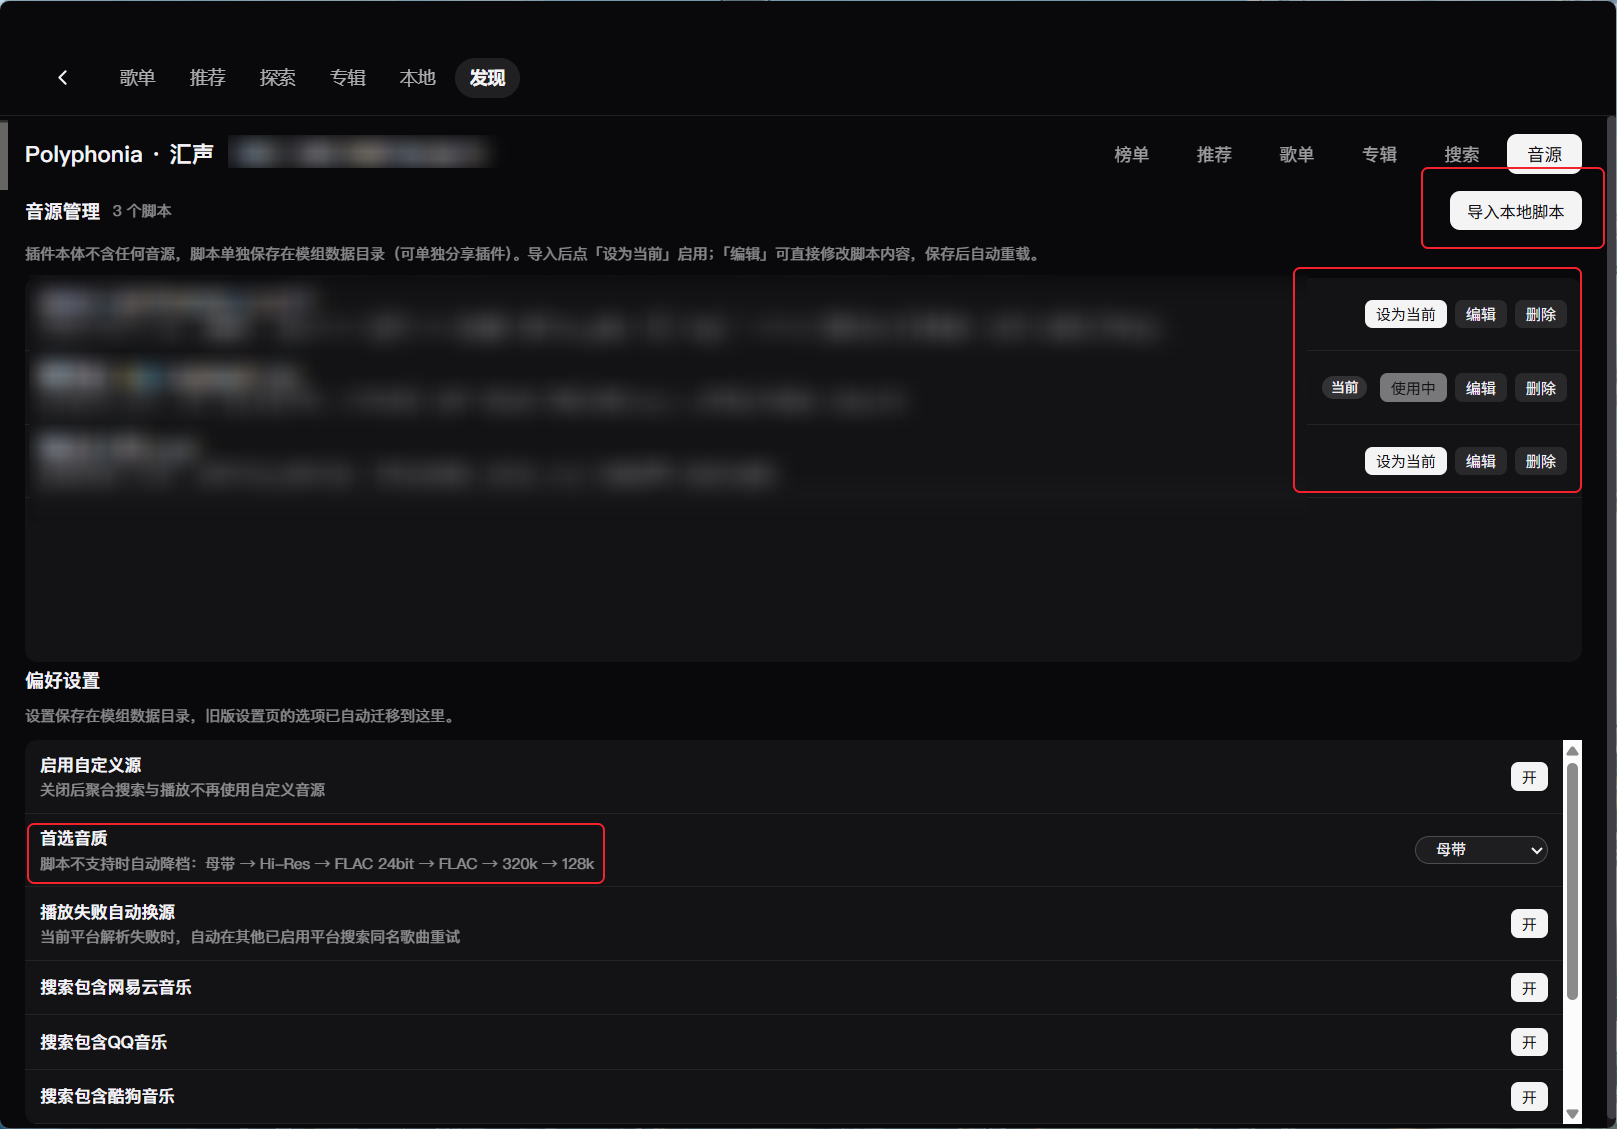 歌单 推荐 探索 专辑 本地 发现
Polyphonia · 汇声
榜单 推荐 歌单 专辑 搜索 音源
音源管理 3 个脚本
导入本地脚本
插件本体不含任何音源，脚本单独保存在模组数据目录（可单独分享插件）。导入后点「设为当前」启用；「编辑」可直接修改脚本内容，保存后自动重载。
设为当前 编辑 删除
当前 使用中 编辑 删除
设为当前 编辑 删除
偏好设置
设置保存在模组数据目录，旧版设置页的选项已自动迁移到这里。
启用自定义源
关闭后聚合搜索与播放不再使用自定义音源
开
首选音质
脚本不支持时自动降档：母带 → Hi-Res → FLAC 24bit → FLAC → 320k → 128k
母带
播放失败自动换源
当前平台解析失败时，自动在其他已启用平台搜索同名歌曲重试
开
搜索包含网易云音乐
开
搜索包含QQ音乐
开
搜索包含酷狗音乐
开